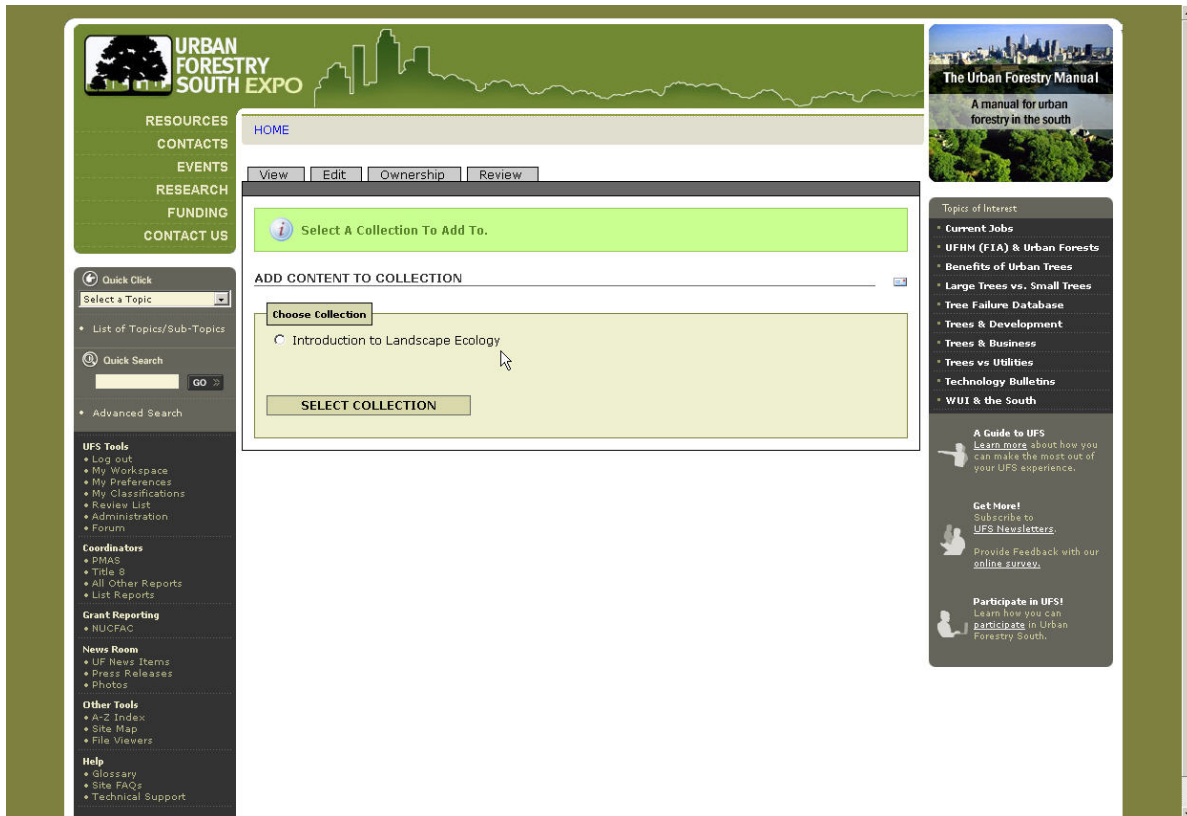 URBAN
FORESTRY
SOUTH EXPO
RESOURCES
CONTACTS
EVENTS
RESEARCH
FUNDING
CONTACT US
Quick Click
Select a Topic
List of Topics/Sub-Topics
Quick Search
GO »
Advanced Search
UFS Tools
Log out
My Workspace
My Preferences
My Classifications
Review List
Administration
Forum
Coordinators
PMAS
Title 8
All Other Reports
List Reports
Grant Reporting
NUCFAC
News Room
UF News Items
Press Releases
Photos
Other Tools
A-Z Index
Site Map
File Viewers
Help
Glossary
Site FAQs
Technical Support
HOME
View Edit Ownership Review
Select A Collection To Add To.
ADD CONTENT TO COLLECTION
Choose Collection
Introduction to Landscape Ecology
SELECT COLLECTION
The Urban Forestry Manual
A manual for urban
forestry in the south
Topics of Interest
Current Jobs
UFHM (FIA) & Urban Forests
Benefits of Urban Trees
Large Trees vs. Small Trees
Tree Failure Database
Trees & Development
Trees & Business
Trees vs Utilities
Technology Bulletins
WUI & the South
A Guide to UFS
Learn more about how you
can make the most out of
your UFS experience.
Get More!
Subscribe to
UFS Newsletters.
Provide Feedback with our
online survey.
Participate in UFS!
Learn how you can
participate in Urban
Forestry South.